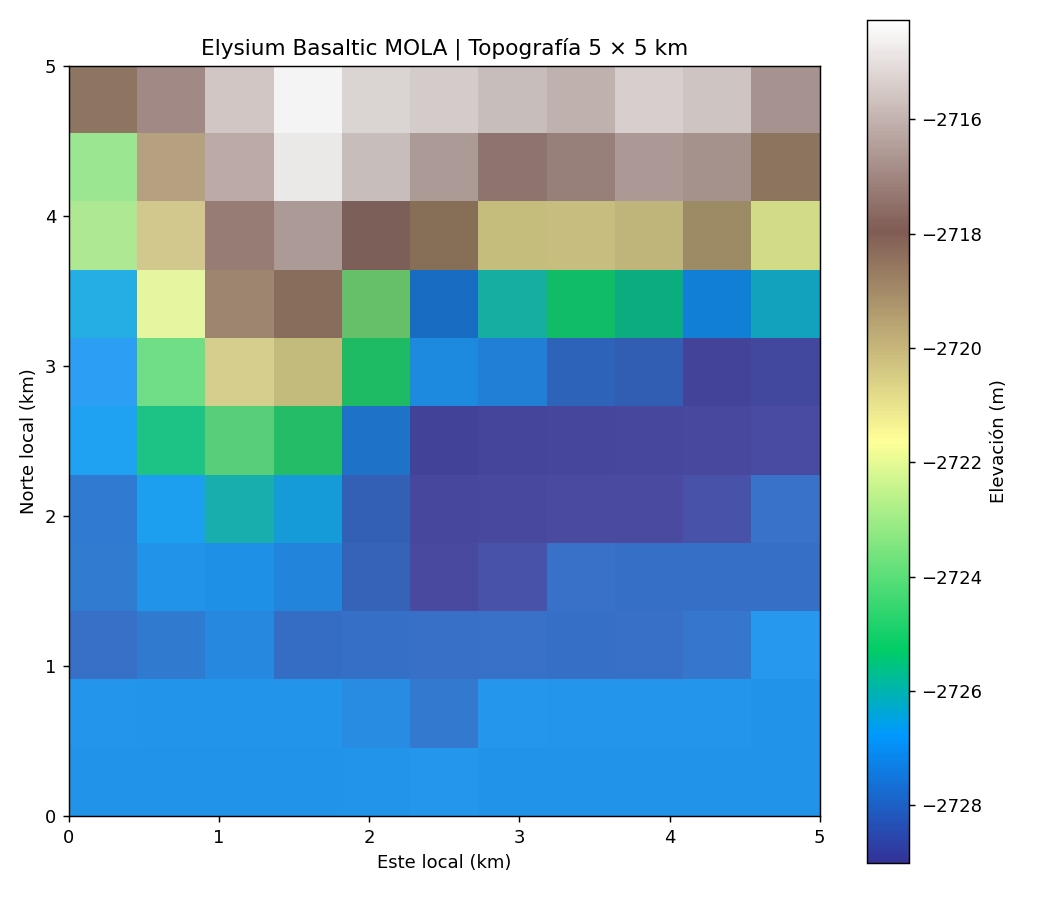 Elysium Basaltic MOLA | Topografía 5 × 5 km
5
4
3
2
1
0
Norte local (km)
0 1 2 3 4 5
Este local (km)
−2716
−2718
−2720
−2722
−2724
−2726
−2728
Elevación (m)